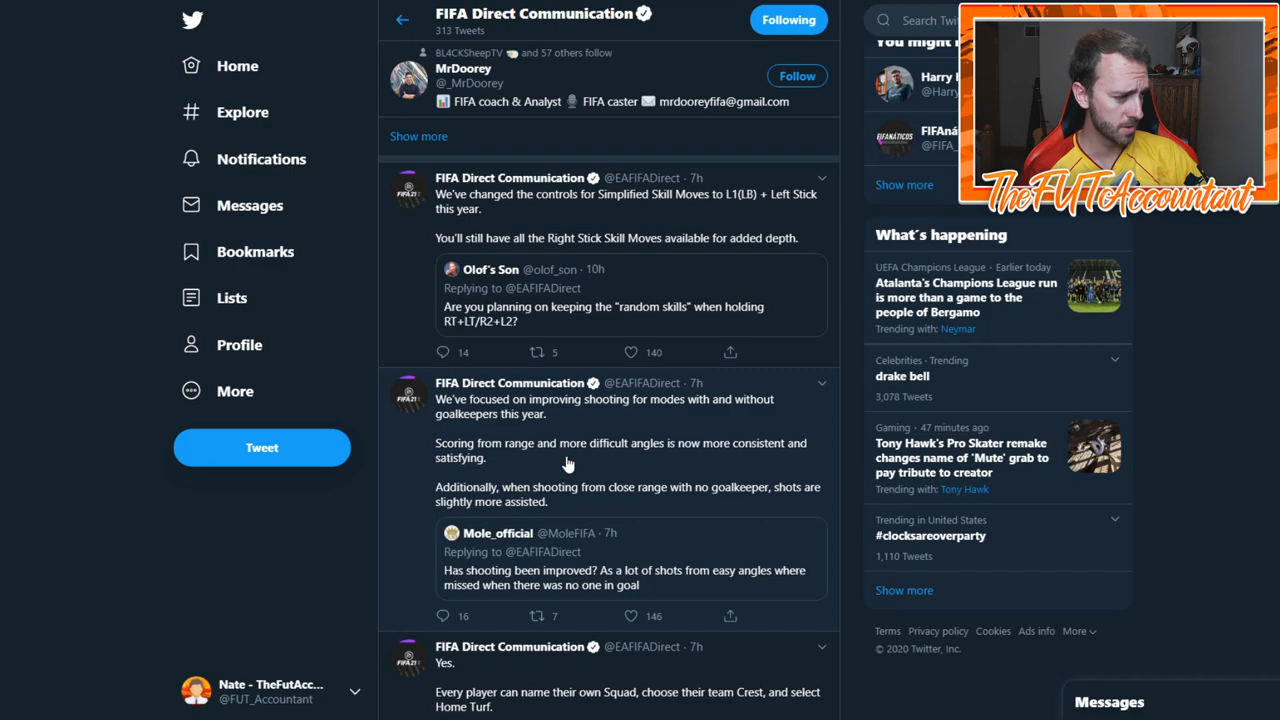 FIFA Direct Communication
313 Tweets
Following
BL4CKSheepTV and 57 others follow
MrDoorey
@_MrDoorey
Follow
FIFA coach & Analyst FIFA caster mrdooreyfifa@gmail.com
Show more
Home
Explore
Notifications
Messages
Bookmarks
Lists
Profile
More
Tweet
Nate - TheFutAcc...
@FUT_Accountant
FIFA Direct Communication @EAFIFADirect · 7h
We've changed the controls for Simplified Skill Moves to L1(LB) + Left Stick
this year.
You'll still have all the Right Stick Skill Moves available for added depth.
Olof's Son @olof_son · 10h
Replying to @EAFIFADirect
Are you planning on keeping the "random skills" when holding
RT+LT/R2+L2?
14 5 140
FIFA Direct Communication @EAFIFADirect · 7h
We've focused on improving shooting for modes with and without
goalkeepers this year.
Scoring from range and more difficult angles is now more consistent and
satisfying.
Additionally, when shooting from close range with no goalkeeper, shots are
slightly more assisted.
Mole_official @MoleFIFA · 7h
Replying to @EAFIFADirect
Has shooting been improved? As a lot of shots from easy angles where
missed when there was no one in goal
16 7 146
FIFA Direct Communication @EAFIFADirect · 7h
Yes.
Every player can name their own Squad, choose their team Crest, and select
Home Turf.
FIFA 21
FIFA 21
FIFA 21
Search Twi
You might
Harry
@Harry
FIFAná
@FIFA_
Show more
TheFUTAccountant
What's happening
UEFA Champions League · Earlier today
Atalanta's Champions League run
is more than a game to the
people of Bergamo
Trending with: Neymar
Celebrities · Trending
drake bell
3,078 Tweets
Gaming · 47 minutes ago
Tony Hawk's Pro Skater remake
changes name of 'Mute' grab to
pay tribute to creator
Trending with: Tony Hawk
Trending in United States
#clocksareoverparty
1,110 Tweets
Show more
Terms Privacy policy Cookies Ads info More
© 2020 Twitter, Inc.
Messages